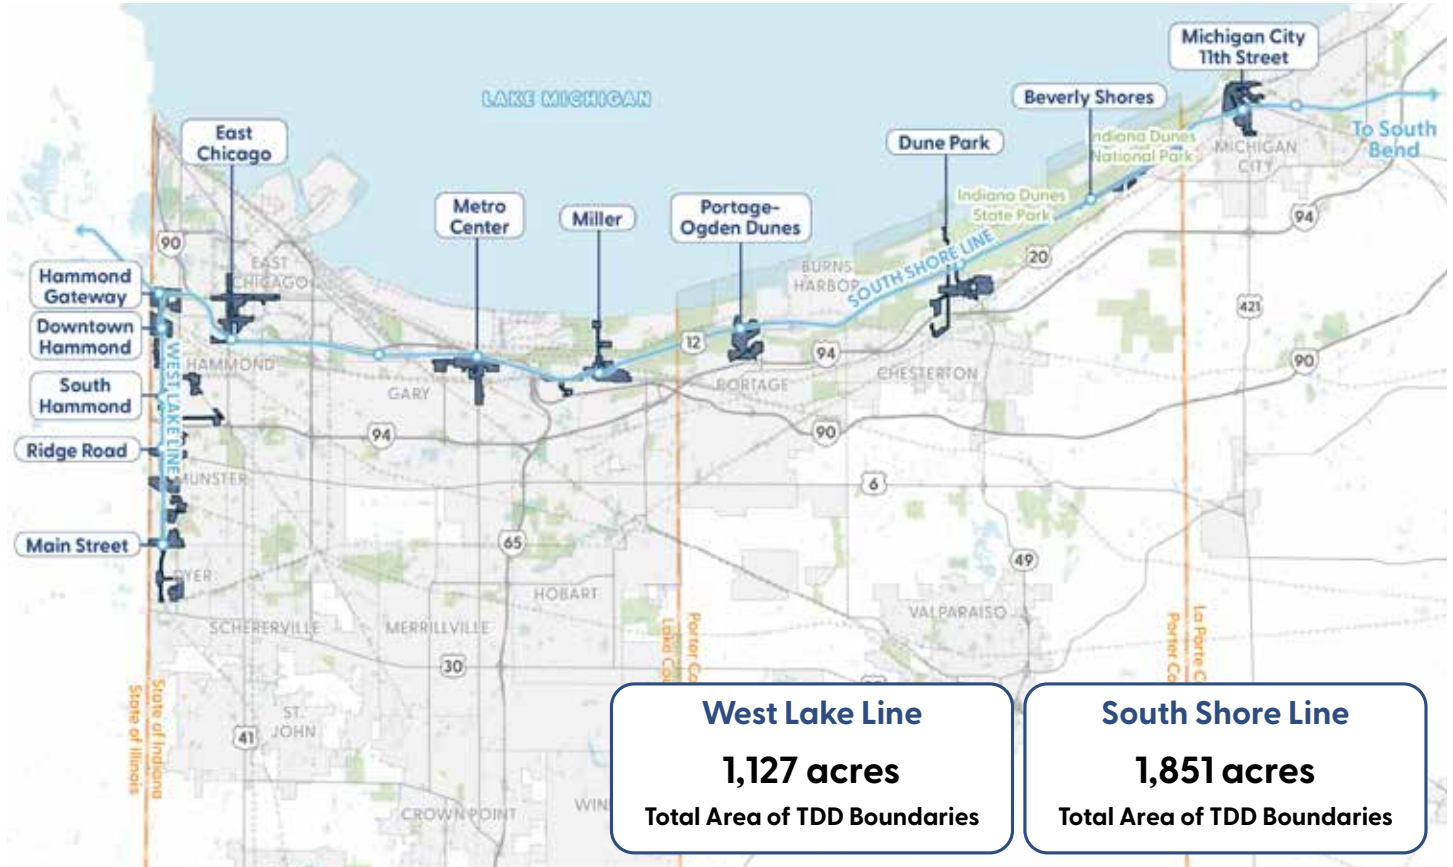 Michigan City
11th Street
LAKE MICHIGAN
Beverly Shores
East
Chicago
Dune Park
Indiana Dunes
National Park
To South
Bend
MICHIGAN
CITY
Metro
Center
Miller
Portage-
Ogden Dunes
Indiana Dunes
State Park
94
90
EAST
CHICAGO
Hammond
Gateway
BURNS
HARBOR
SOUTH SHORE LINE
20
421
Downtown
Hammond
WEST LAKE LINE
HAMMOND
12
94
90
South
Hammond
GARY
PORTAGE
CHESTERTON
94
90
Ridge Road
MUNSTER
6
Main Street
65
49
DYER
HOBART
VALPARAISO
SCHERERVILLE
MERRILLVILLE
Porter Co
Lake Cou
La Porte C
Porter Co
30
State of Indiana
State of Illinois
ST.
JOHN
41
CROWN POINT
WIN
West Lake Line
1,127 acres
Total Area of TDD Boundaries
South Shore Line
1,851 acres
Total Area of TDD Boundaries